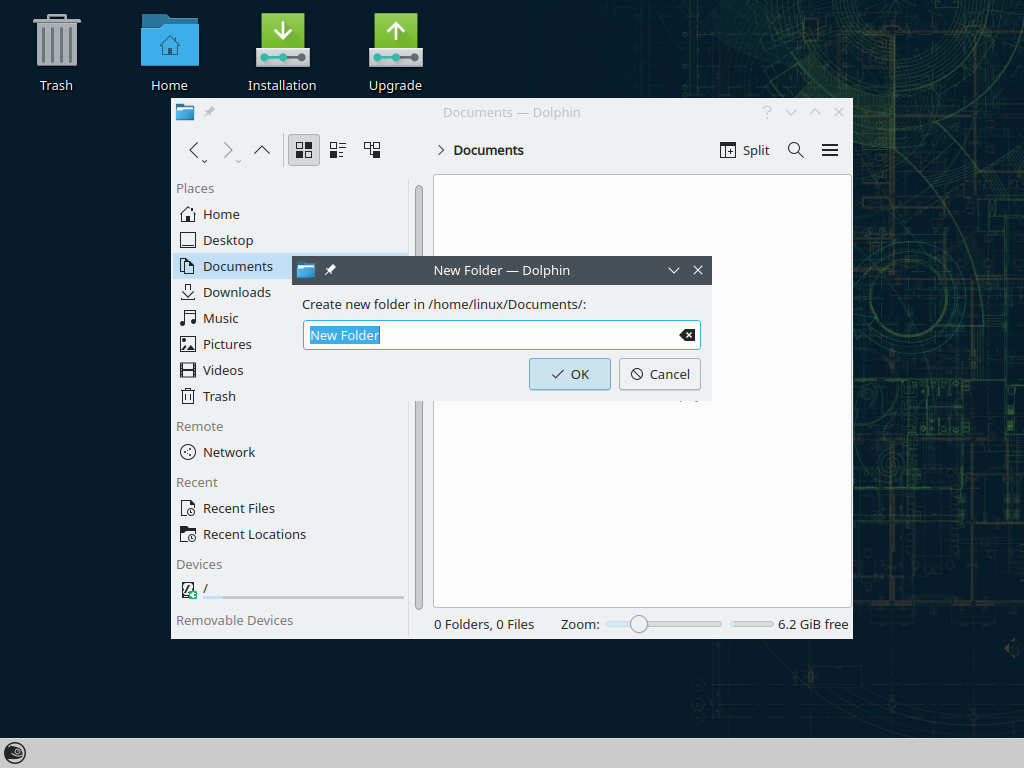 Trash
Home
Installation
Upgrade
Documents — Dolphin
Documents
Split
Places
Home
Desktop
Documents
Downloads
Music
Pictures
Videos
Trash
Remote
Network
Recent
Recent Files
Recent Locations
Devices
/
Removable Devices
New Folder — Dolphin
Create new folder in /home/linux/Documents/:
New Folder
OK
Cancel
0 Folders, 0 Files
Zoom:
6.2 GiB free